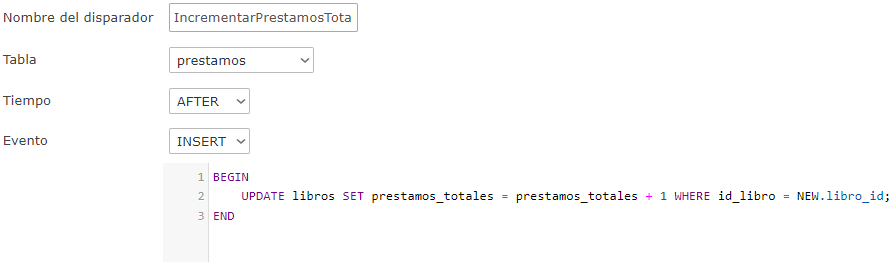 Nombre del disparador IncrementarPrestamosTota
Tabla prestamos
Tiempo AFTER
Evento INSERT
1 BEGIN
2 UPDATE libros SET prestamos_totales = prestamos_totales + 1 WHERE id_libro = NEW.libro_id;
3 END